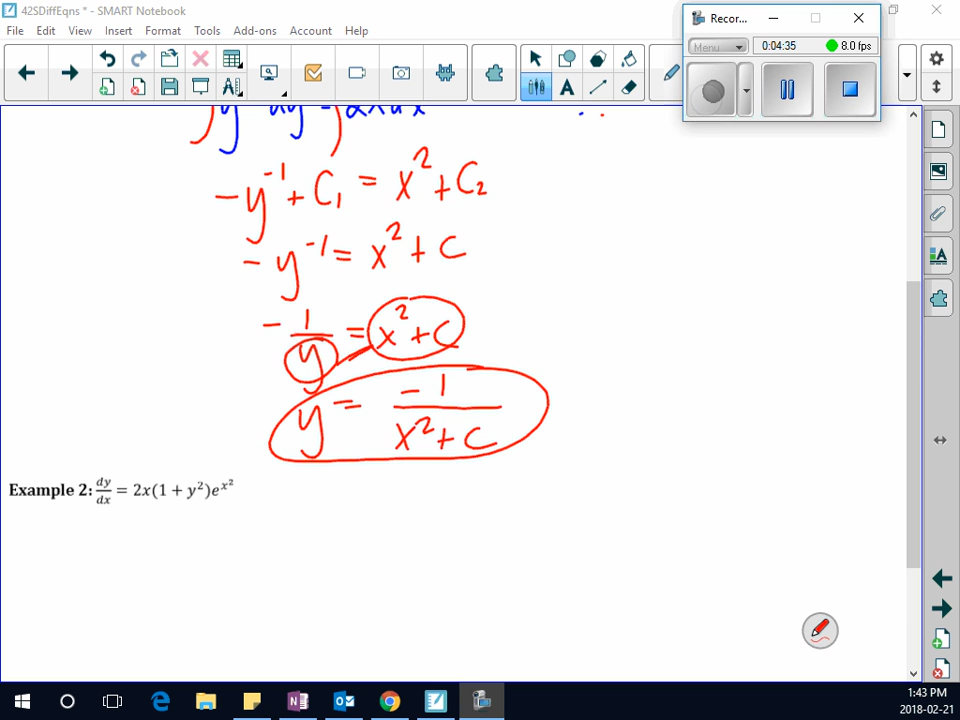 42SDiffEqns * - SMART Notebook
File Edit View Insert Format Tools Add-ons Account Help
Recor...
Menu 0:04:35 8.0 fps
A
-y⁻¹ + C₁ = x² + C₂
-y⁻¹ = x² + C
- 1/y = x² + C
y = -1/(x² + C)
Example 2: dy/dx = 2x(1 + y²)e^(x²)
1:43 PM
2018-02-21